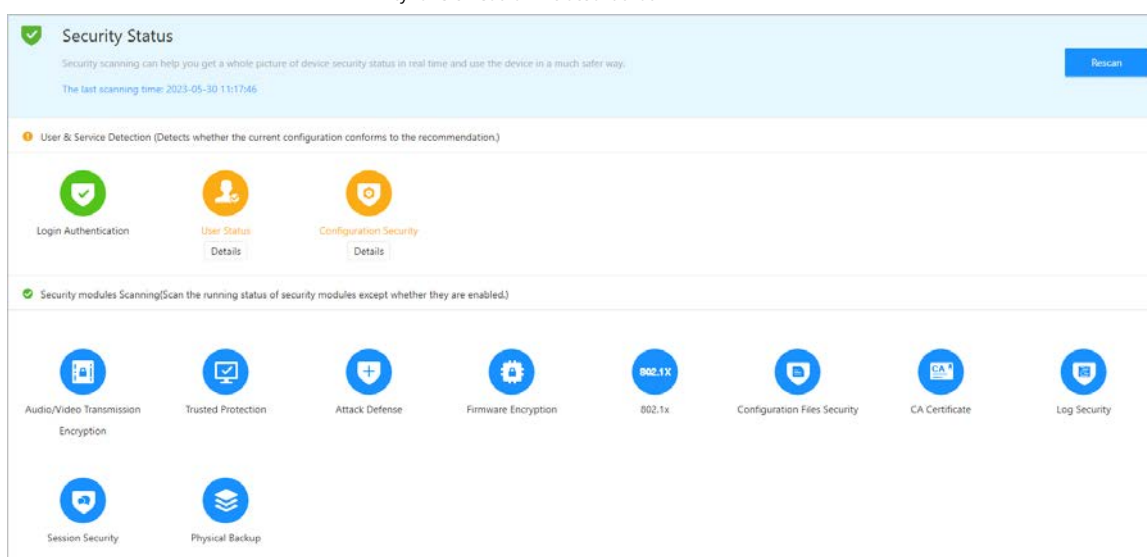 Security Status
Security scanning can help you get a whole picture of device security status in real time and use the device in a much safer way.
The last scanning time: 2023-05-30 11:17:46
Rescan
User & Service Detection (Detects whether the current configuration conforms to the recommendation.)
Login Authentication
User Status
Configuration Security
Details
Details
Security modules Scanning(Scan the running status of security modules except whether they are enabled.)
802.1X
CA
Audio/Video Transmission
Encryption
Trusted Protection
Attack Defense
Firmware Encryption
802.1x
Configuration Files Security
CA Certificate
Log Security
Session Security
Physical Backup